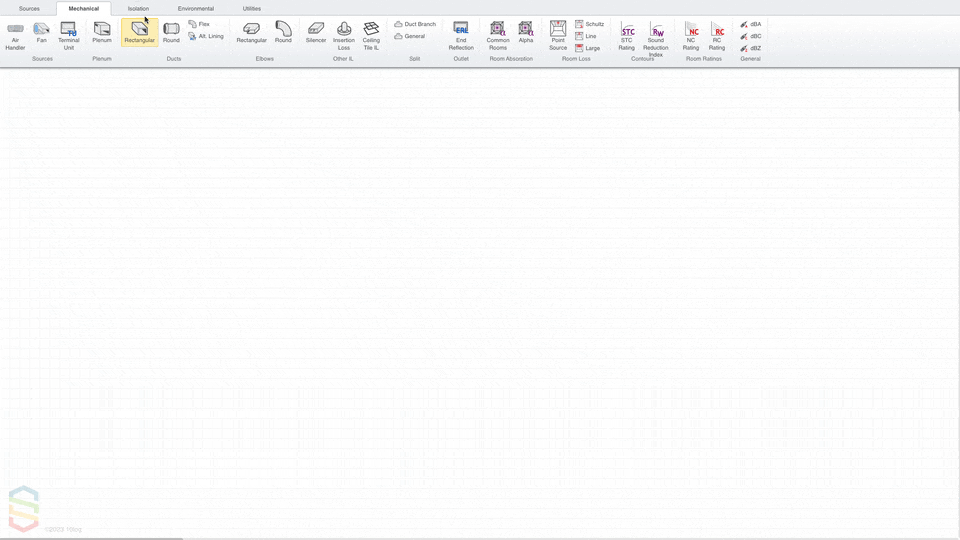 Sources Mechanical Isolation Environmental Utilities
Air Handler Fan Terminal Unit Plenum Rectangular Round Flex Alt. Lining Rectangular Round Silencer Insertion Loss Ceiling Tile IL Duct Branch General ERL End Reflection Common Rooms Alpha Point Source Schultz Line Large STC STC Rating Rw Sound Reduction Index NC NC Rating RC RC Rating dBA dBC dBZ
Sources Plenum Ducts Elbows Other IL Split Outlet Room Absorption Room Loss Contours Room Ratings General